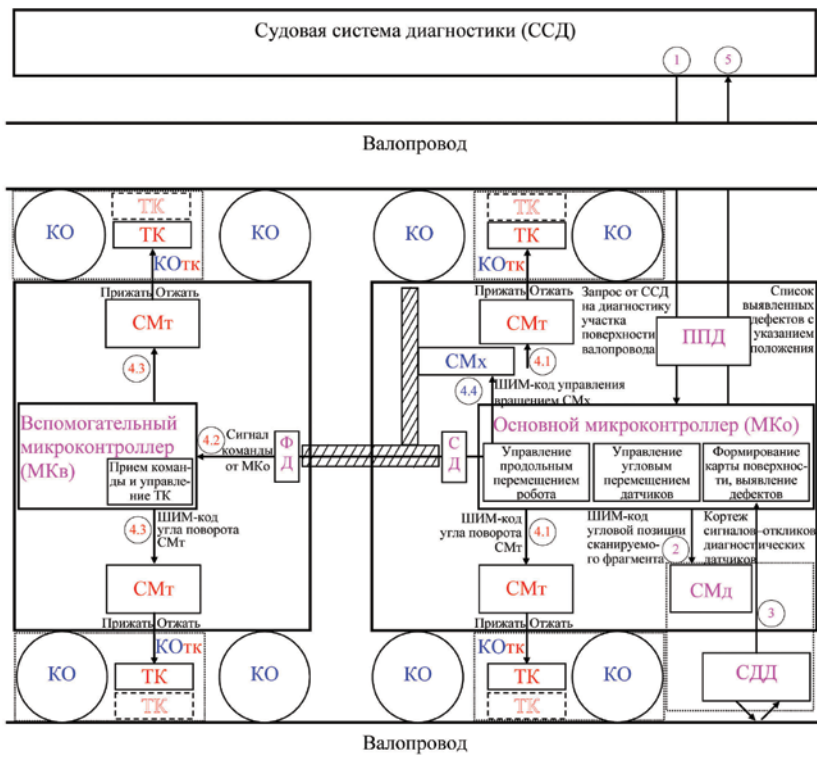 Судовая система диагностики (ССД)
1
5
Валопровод
КО
ТК
ТК
КОтк
КО
КО
ТК
ТК
КОтк
КО
Прижать Отжать
СМт
4.3
Прижать Отжать
СМт
4.1
СМх
4.4
ШИМ-код управления
вращением СМх
Запрос от ССД
на диагностику
участка
поверхности
валопровода
ППД
Список
выявленных
дефектов с
указанием
положения
Вспомогательный
микроконтроллер
(МКв)
Прием коман-
ды и управле-
ние ТК
4.2
Сигнал
команды
от МКо
ФД
СД
Основной микроконтроллер (МКо)
Управление
продольным
перемещением
робота
Управление
угловым
перемещением
датчиков
Формирование
карты поверхнос-
ти, выявление
дефектов
4.3
ШИМ-код
угла поворота
СМт
ШИМ-код
угла поворота
СМт
4.1
ШИМ-код
угловой позиции
сканируемо-
го фрагмента
2
Кортеж
сигналов-откликов
диагностических
датчиков
СМт
СМт
СМд
3
Прижать Отжать
Прижать Отжать
КО
КОтк
ТК
ТК
КО
КО
КОтк
ТК
ТК
КО
СДД
Валопровод